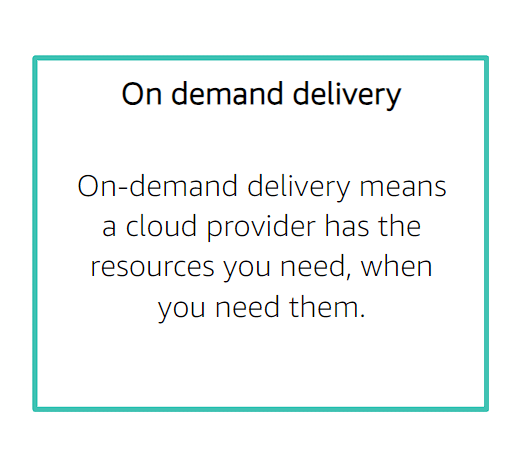 On demand delivery
On-demand delivery means
a cloud provider has the
resources you need, when
you need them.